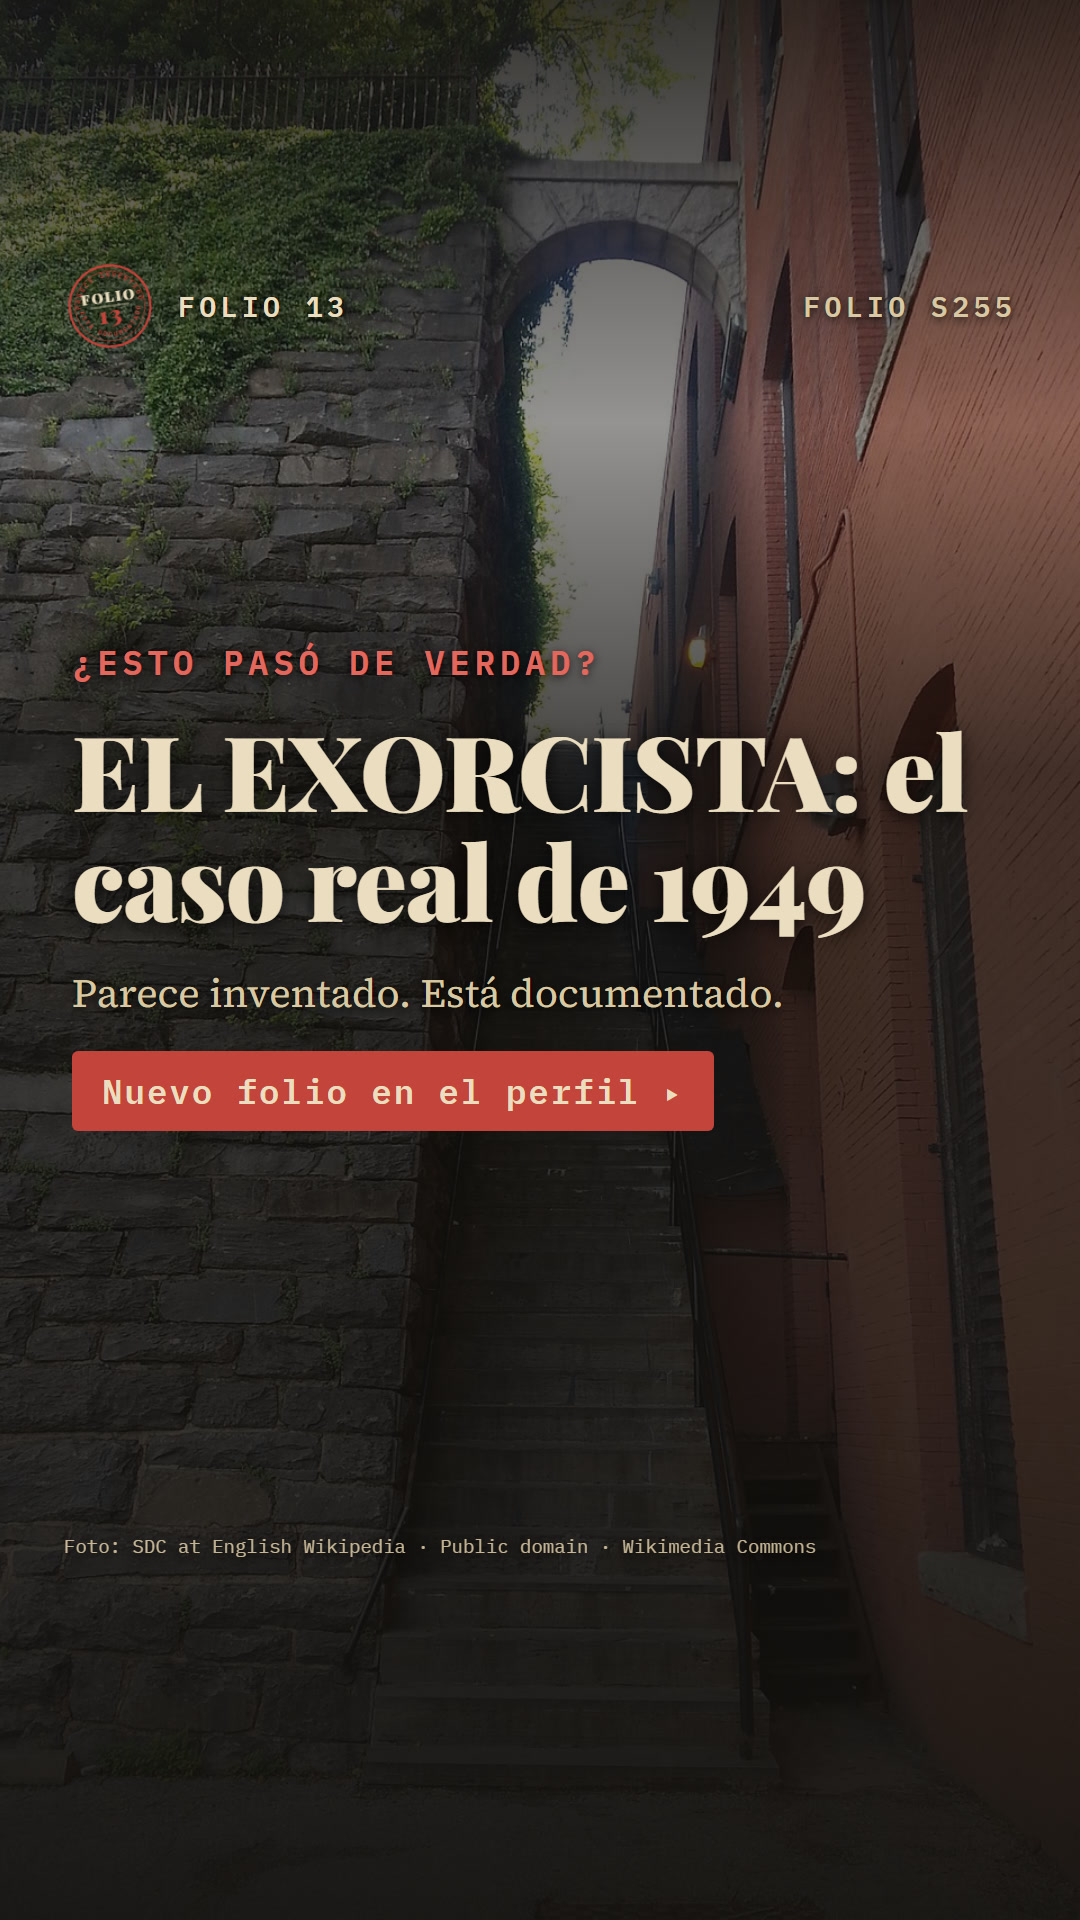 FOLIO
13
FOLIO 13
FOLIO S255
¿ESTO PASÓ DE VERDAD?
EL EXORCISTA: el
caso real de 1949
Parece inventado. Está documentado.
Nuevo folio en el perfil ▸
Foto: SDC at English Wikipedia · Public domain · Wikimedia Commons